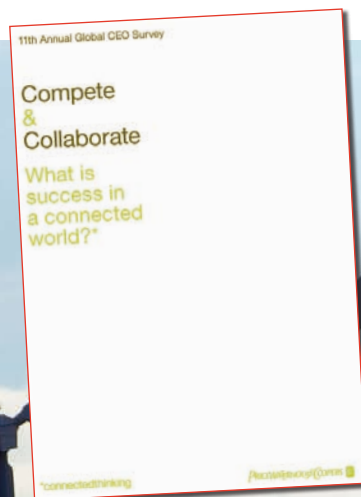 11th Annual Global CEO Survey
Compete
&
Collaborate
What is
success in
a connected
world?*
*connectedthinking
PRICEWATERHOUSECOOPERS